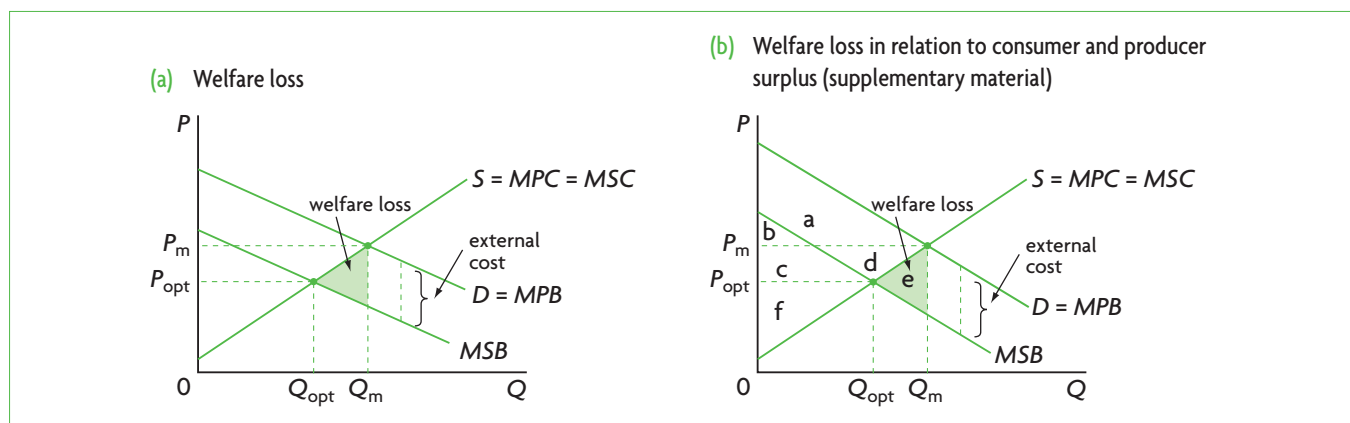 (a) Welfare loss
P
S = MPC = MSC
welfare loss
Pm
external
cost
Popt
D = MPB
MSB
0
Qopt
Qm
Q
(b) Welfare loss in relation to consumer and producer
surplus (supplementary material)
P
S = MPC = MSC
welfare loss
a
b
Pm
external
cost
d
c
Popt
e
f
D = MPB
MSB
0
Qopt
Qm
Q